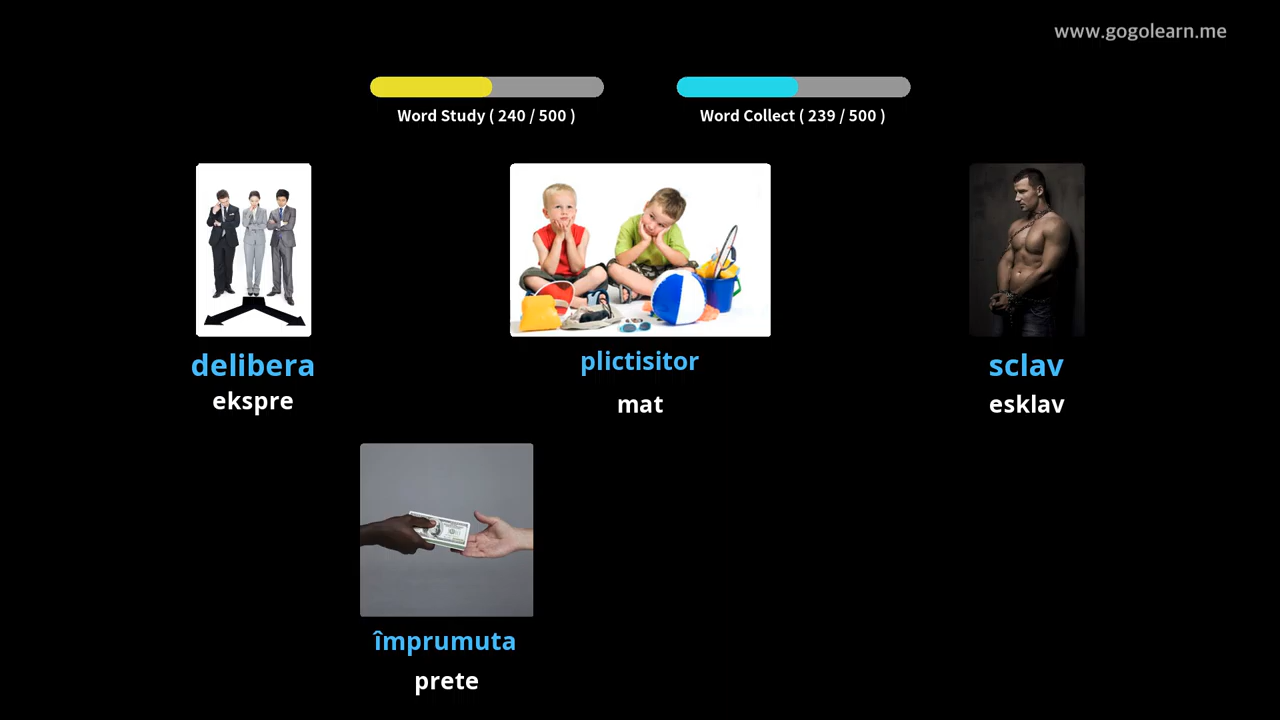 www.gogolearn.me
Word Study ( 240 / 500 )
Word Collect ( 239 / 500 )
delibera
ekspre
plictisitor
mat
sclav
esklav
împrumuta
prete